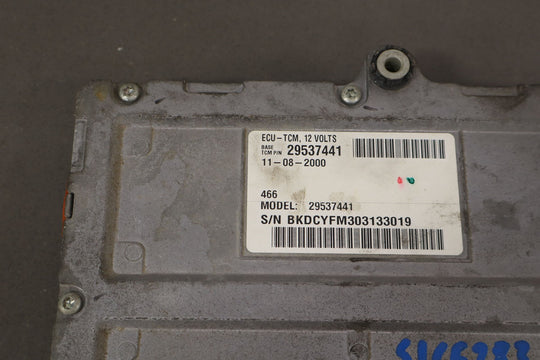 ECU-TCM, 12 VOLTS
BASE TCM P/N 29537441
11-08-2000
466
MODEL: 29537441
S/N BKDCYFM303133019